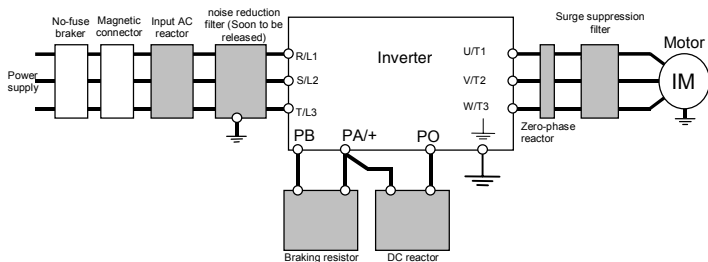 No-fuse
braker
Magnetic
connector
Input AC
reactor
noise reduction
filter (Soon to be
released)
Surge suppression
filter
Motor
Power
supply
R/L1
S/L2
T/L3
Inverter
U/T1
V/T2
W/T3
IM
Zero-phase
reactor
PB PA/+ PO
Braking resistor
DC reactor